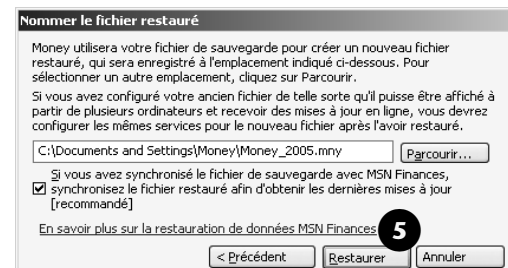 Nommer le fichier restauré
Money utilisera votre fichier de sauvegarde pour créer un nouveau fichier
restauré, qui sera enregistré à l'emplacement indiqué ci-dessous. Pour
sélectionner un autre emplacement, cliquez sur Parcourir.
Si vous avez configuré votre ancien fichier de telle sorte qu'il puisse être affiché à
partir de plusieurs ordinateurs et recevoir des mises à jour en ligne, vous devrez
configurer les mêmes services pour le nouveau fichier après l'avoir restauré.
C:\Documents and Settings\Money\Money_2005.mny
Parcourir...
Si vous avez synchronisé le fichier de sauvegarde avec MSN Finances,
synchronisez le fichier restauré afin d'obtenir les dernières mises à jour
[recommandé]
En savoir plus sur la restauration de données MSN Finances
5
< Précédent
Restaurer
Annuler